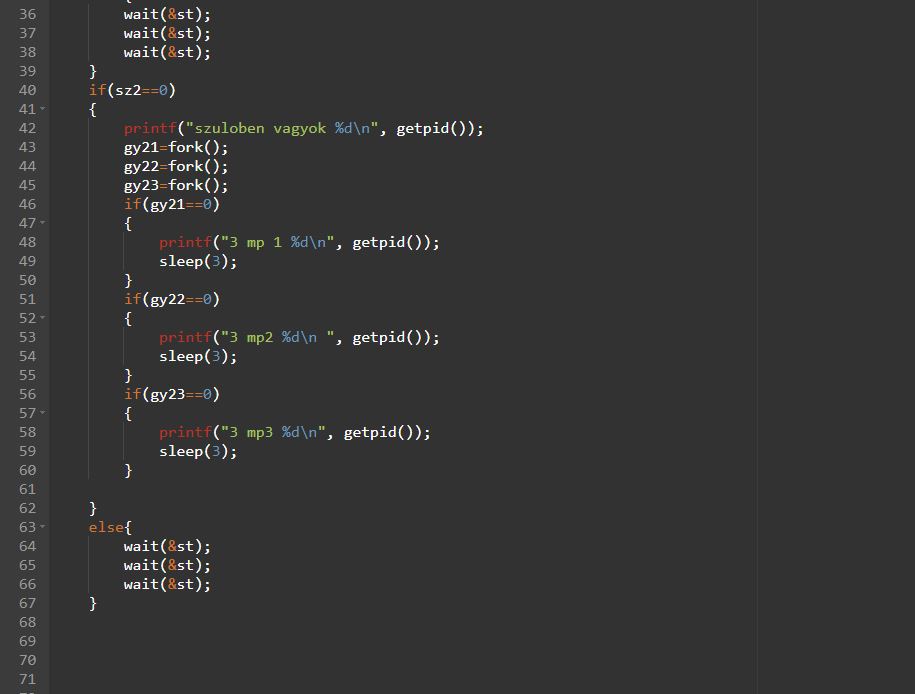 36 wait(&st);
37 wait(&st);
38 wait(&st);
39 }
40 if(sz2==0)
41 {
42 printf("szuloben vagyok %d\n", getpid());
43 gy21=fork();
44 gy22=fork();
45 gy23=fork();
46 if(gy21==0)
47 {
48 printf("3 mp 1 %d\n", getpid());
49 sleep(3);
50 }
51 if(gy22==0)
52 {
53 printf("3 mp2 %d\n ", getpid());
54 sleep(3);
55 }
56 if(gy23==0)
57 {
58 printf("3 mp3 %d\n", getpid());
59 sleep(3);
60 }
61
62 }
63 else{
64 wait(&st);
65 wait(&st);
66 wait(&st);
67 }
68
69
70
71